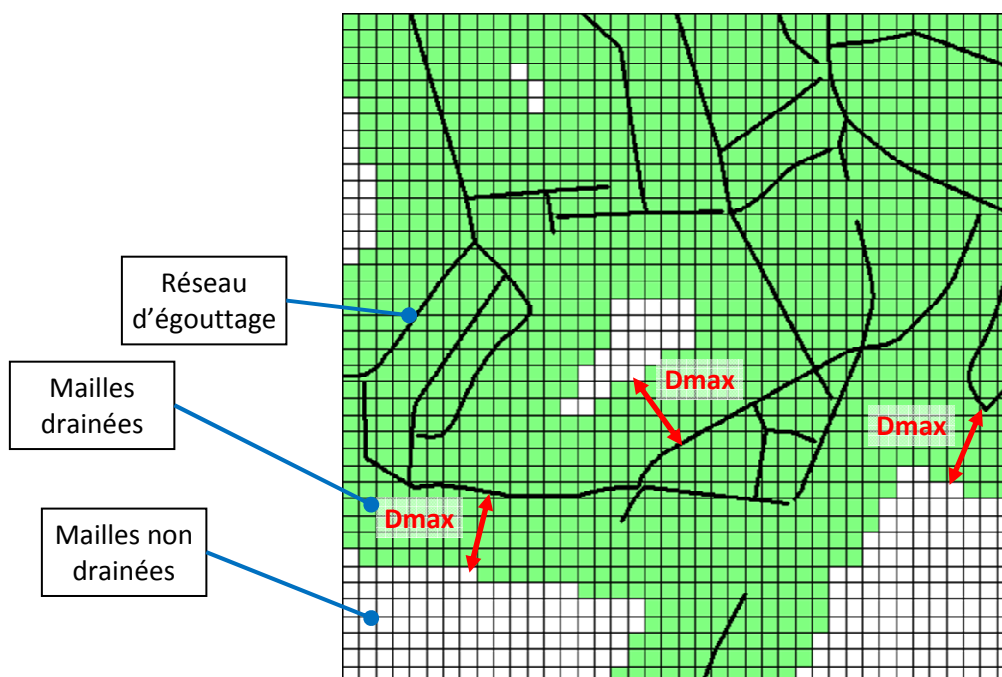 Réseau
d'égouttage
Mailles
drainées
Mailles non
drainées
Dmax
Dmax
Dmax